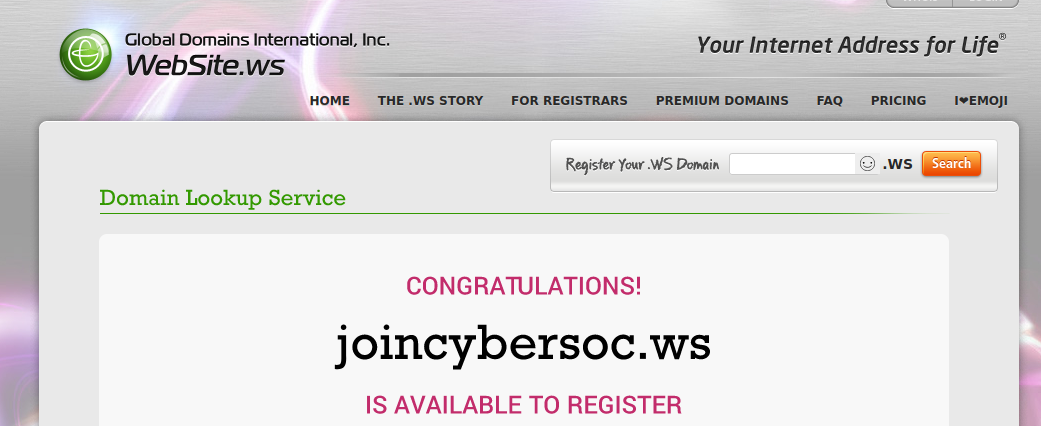 Global Domains International, Inc.
WebSite.ws
Your Internet Address for Life®
HOME THE .WS STORY FOR REGISTRARS PREMIUM DOMAINS FAQ PRICING I❤EMOJI
Register Your .WS Domain .WS Search
Domain Lookup Service
CONGRATULATIONS!
joincybersoc.ws
IS AVAILABLE TO REGISTER